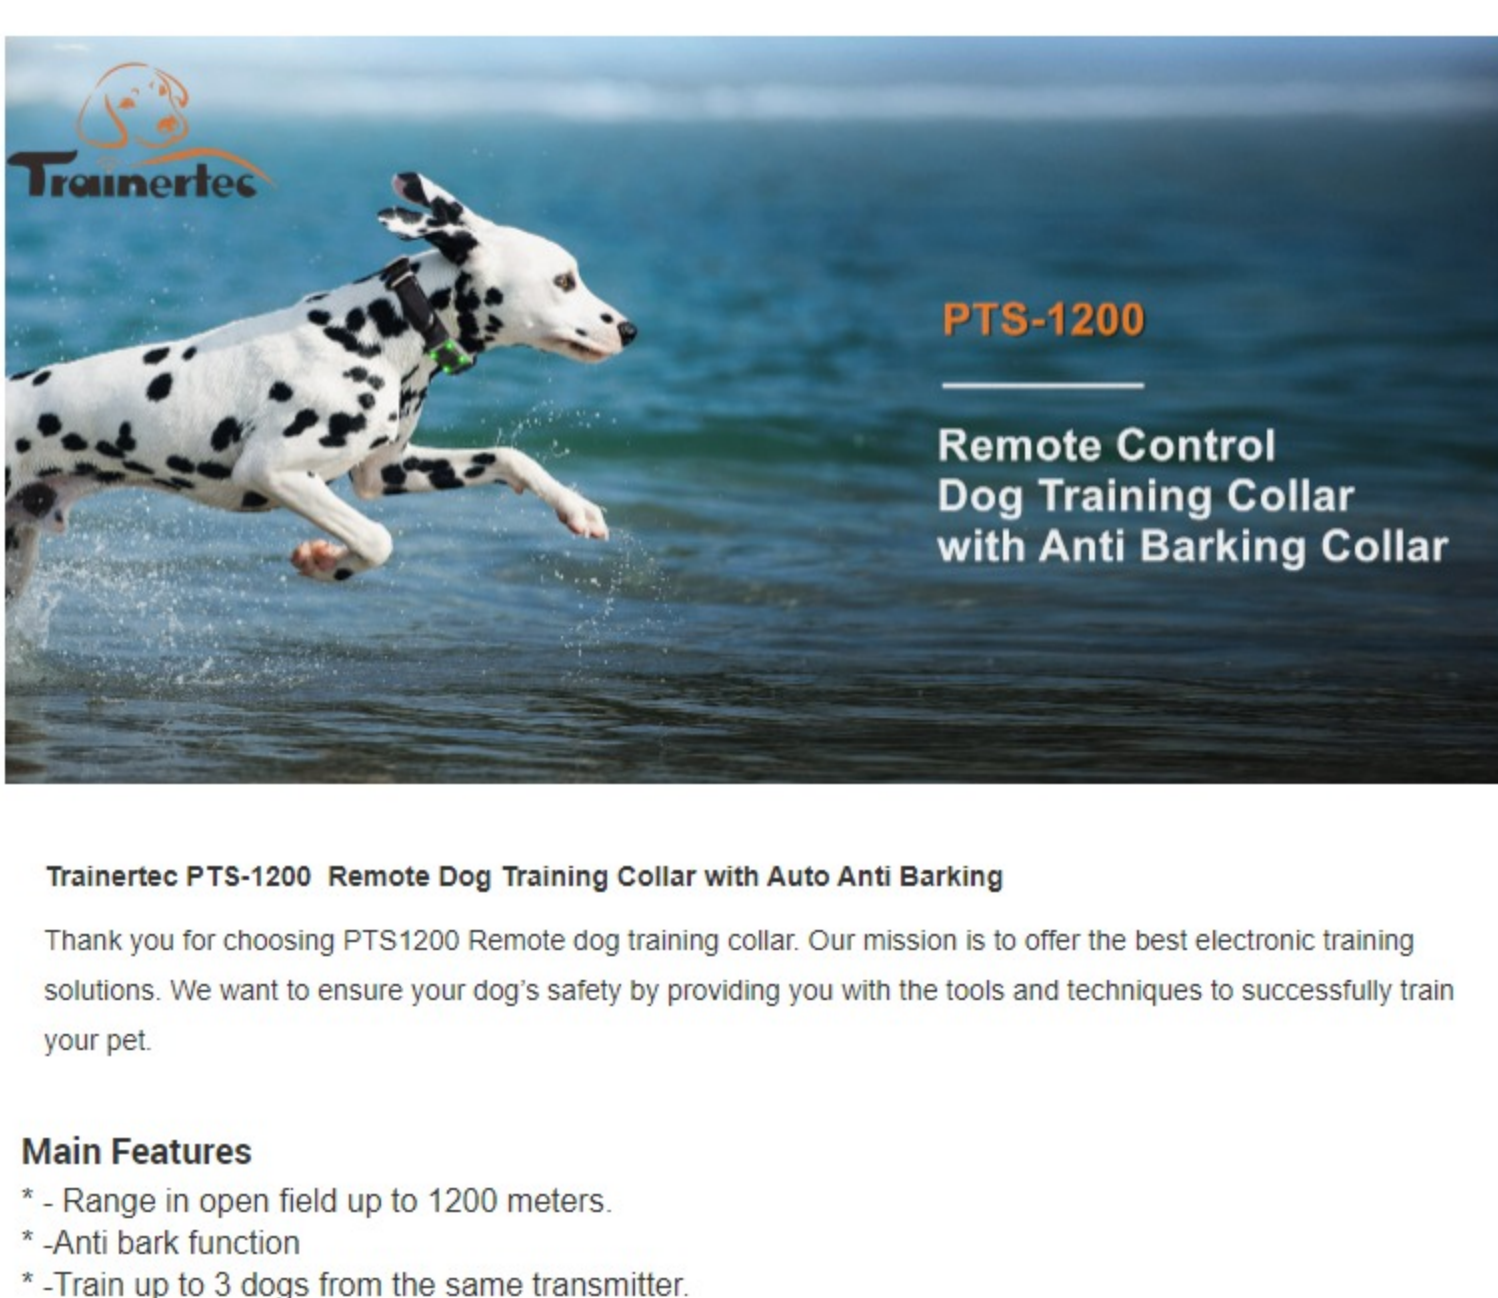 Trainertec
PTS-1200
Remote Control
Dog Training Collar
with Anti Barking Collar
Trainertec PTS-1200  Remote Dog Training Collar with Auto Anti Barking
Thank you for choosing PTS1200 Remote dog training collar. Our mission is to offer the best electronic training
solutions. We want to ensure your dog’s safety by providing you with the tools and techniques to successfully train
your pet.
Main Features
* - Range in open field up to 1200 meters.
* -Anti bark function
* -Train up to 3 dogs from the same transmitter.